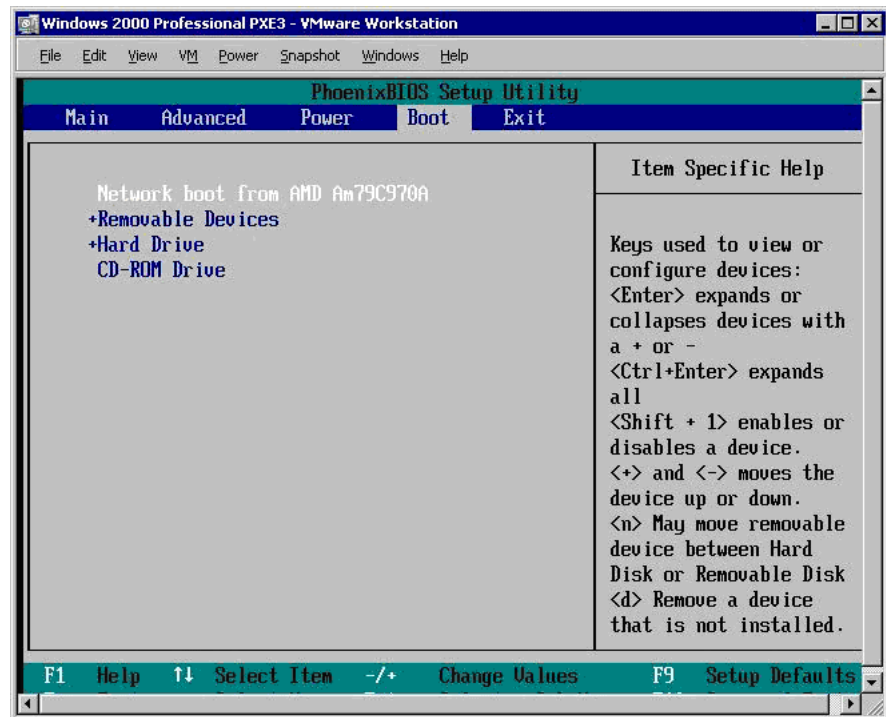 Windows 2000 Professional PXE3 - VMware Workstation
File Edit View VM Power Snapshot Windows Help
PhoenixBIOS Setup Utility
Main Advanced Power Boot Exit
Network boot from AMD Am79C970A
+Removable Devices
+Hard Drive
CD-ROM Drive
Item Specific Help
Keys used to view or
configure devices:
<Enter> expands or
collapses devices with
a + or -
<Ctrl+Enter> expands
all
<Shift + 1> enables or
disables a device.
<+> and <-> moves the
device up or down.
<n> May move removable
device between Hard
Disk or Removable Disk
<d> Remove a device
that is not installed.
F1 Help ↑↓ Select Item -/+ Change Values F9 Setup Defaults